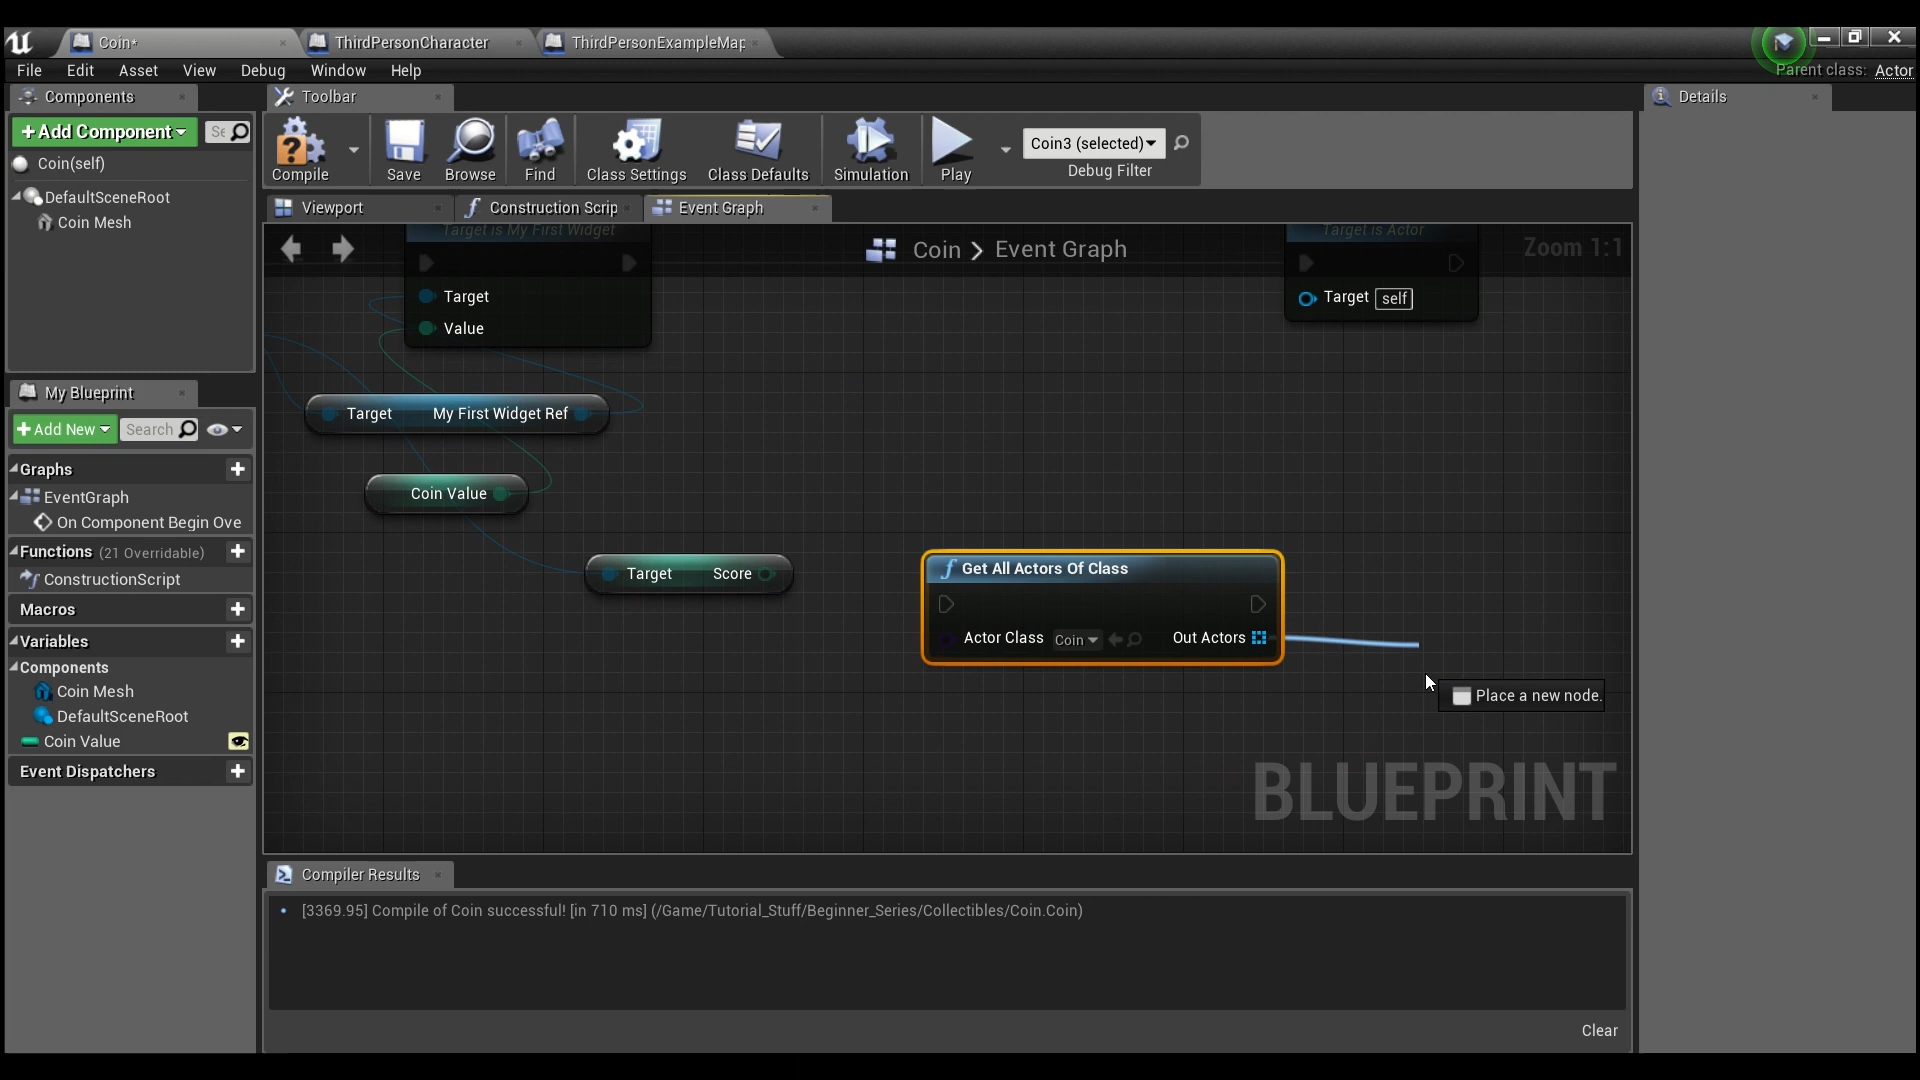 Coin*
ThirdPersonCharacter
ThirdPersonExampleMap
File Edit Asset View Debug Window Help
Parent class: Actor
Components
Toolbar
Details
+Add Component
Se
Coin(self)
DefaultSceneRoot
Coin Mesh
Compile
Save
Browse
Find
Class Settings
Class Defaults
Simulation
Play
Coin3 (selected)
Debug Filter
Viewport
Construction Scrip
Event Graph
Target is My First Widget
Coin > Event Graph
Target is Actor
Zoom 1:1
Target
Value
Target self
Target My First Widget Ref
Coin Value
Target Score
f Get All Actors Of Class
Actor Class Coin Out Actors
Place a new node.
BLUEPRINT
My Blueprint
+Add New
Search
Graphs
EventGraph
On Component Begin Ove
Functions (21 Overridable)
ConstructionScript
Macros
Variables
Components
Coin Mesh
DefaultSceneRoot
Coin Value
Event Dispatchers
Compiler Results
[3369.95] Compile of Coin successful! [in 710 ms] (/Game/Tutorial_Stuff/Beginner_Series/Collectibles/Coin.Coin)
Clear